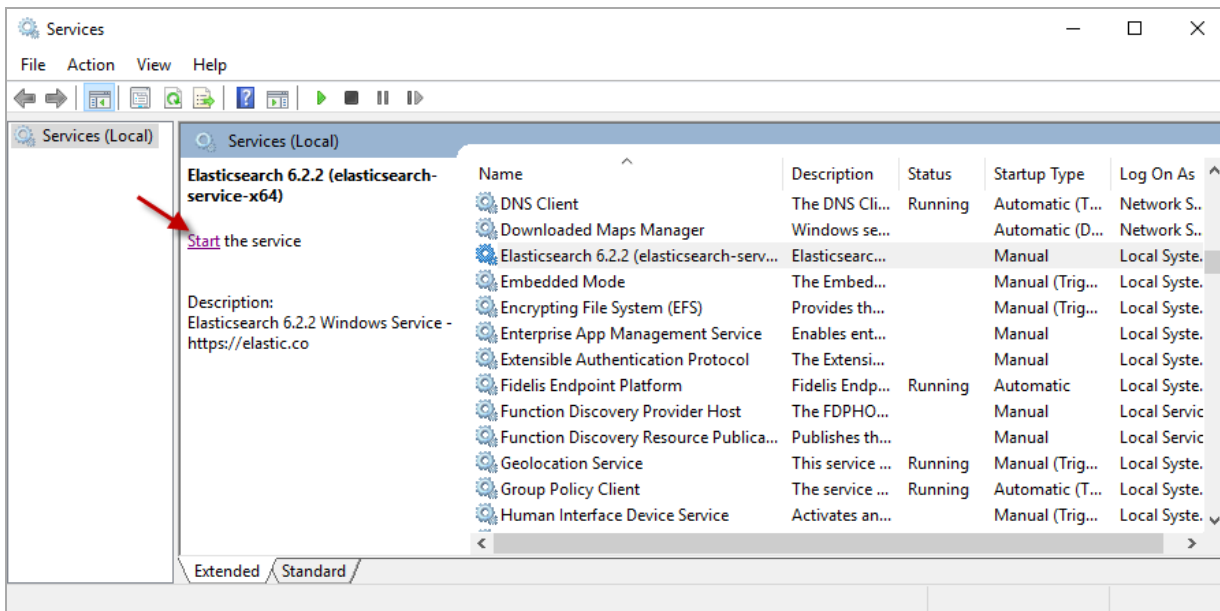 Services
File Action View Help
Services (Local)
Services (Local)
Elasticsearch 6.2.2 (elasticsearch-
service-x64)
Start the service
Description:
Elasticsearch 6.2.2 Windows Service -
https://elastic.co
Name Description Status Startup Type Log On As
DNS Client The DNS Cli... Running Automatic (T... Network S..
Downloaded Maps Manager Windows se... Automatic (D... Network S..
Elasticsearch 6.2.2 (elasticsearch-serv... Elasticsearc... Manual Local Syste.
Embedded Mode The Embed... Manual (Trig... Local Syste.
Encrypting File System (EFS) Provides th... Manual (Trig... Local Syste.
Enterprise App Management Service Enables ent... Manual Local Syste.
Extensible Authentication Protocol The Extensi... Manual Local Syste.
Fidelis Endpoint Platform Fidelis Endp... Running Automatic Local Syste.
Function Discovery Provider Host The FDPHO... Manual Local Servic
Function Discovery Resource Publica... Publishes th... Manual Local Servic
Geolocation Service This service ... Running Manual (Trig... Local Syste.
Group Policy Client The service ... Running Automatic (T... Local Syste.
Human Interface Device Service Activates an... Manual (Trig... Local Syste.
Extended Standard